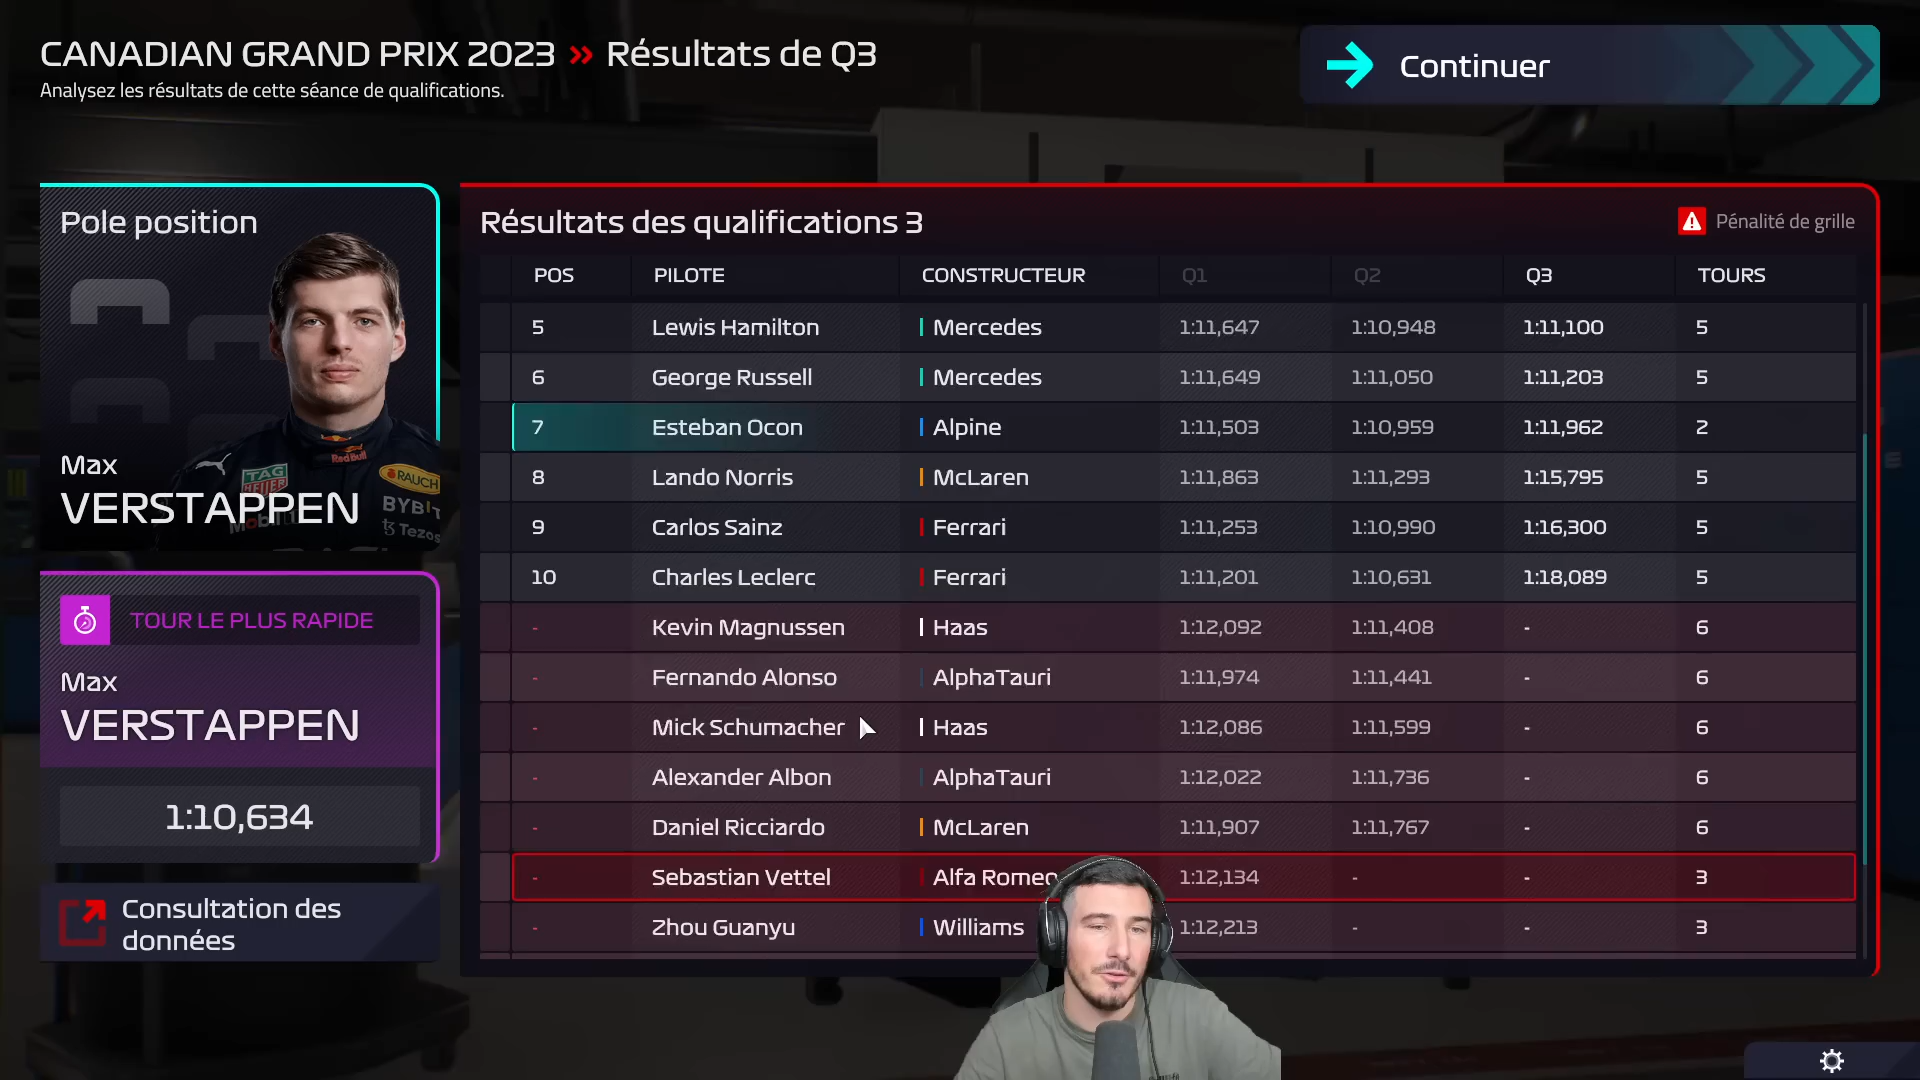 CANADIAN GRAND PRIX 2023 » Résultats de Q3
Analysez les résultats de cette séance de qualifications.
Continuer
Pole position
Max
VERSTAPPEN
TAG
HEUER
Red Bull
RAUCH
Mobil
BYBIT
Tezos
TOUR LE PLUS RAPIDE
Max
VERSTAPPEN
1:10,634
Consultation des
données
Résultats des qualifications 3
Pénalité de grille
POS PILOTE CONSTRUCTEUR Q1 Q2 Q3 TOURS
5 Lewis Hamilton Mercedes 1:11,647 1:10,948 1:11,100 5
6 George Russell Mercedes 1:11,649 1:11,050 1:11,203 5
7 Esteban Ocon Alpine 1:11,503 1:10,959 1:11,962 2
8 Lando Norris McLaren 1:11,863 1:11,293 1:15,795 5
9 Carlos Sainz Ferrari 1:11,253 1:10,990 1:16,300 5
10 Charles Leclerc Ferrari 1:11,201 1:10,631 1:18,089 5
- Kevin Magnussen Haas 1:12,092 1:11,408 - 6
- Fernando Alonso AlphaTauri 1:11,974 1:11,441 - 6
- Mick Schumacher Haas 1:12,086 1:11,599 - 6
- Alexander Albon AlphaTauri 1:12,022 1:11,736 - 6
- Daniel Ricciardo McLaren 1:11,907 1:11,767 - 6
- Sebastian Vettel Alfa Romeo 1:12,134 - - 3
- Zhou Guanyu Williams 1:12,213 - - 3